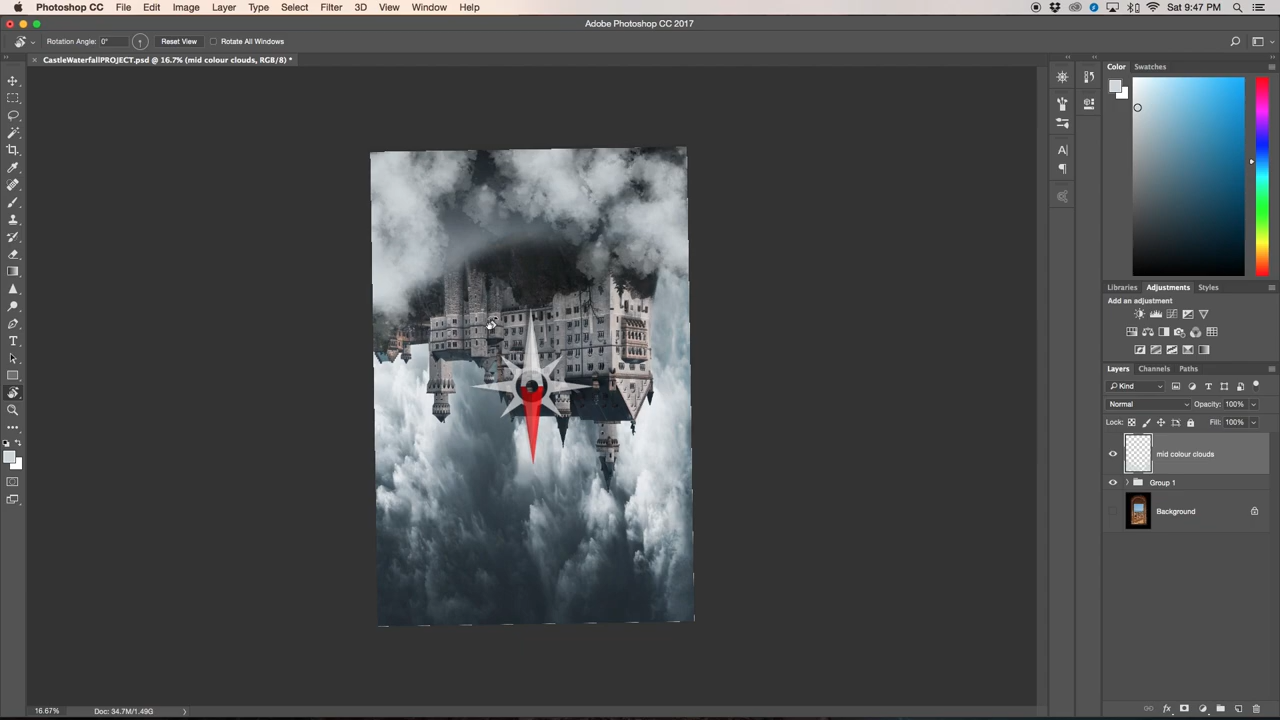 Photoshop CC File Edit Image Layer Type Select Filter 3D View Window Help Sat 9:47 PM
Adobe Photoshop CC 2017
Rotation Angle: 0° Reset View Rotate All Windows
CastleWaterfallPROJECT.psd @ 16.7% (mid colour clouds, RGB/8) *
Color Swatches
Libraries Adjustments Styles
Add an adjustment
Layers Channels Paths
Kind
Normal Opacity: 100%
Lock: Fill: 100%
mid colour clouds
Group 1
Background
16.67% Doc: 34.7M/1.49G